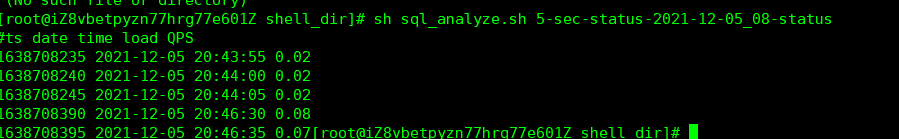 (No such file or directory)
[root@iZ8vbetpyzn77hrg77e601Z shell_dir]# sh sql_analyze.sh 5-sec-status-2021-12-05_08-status
#ts date time load QPS
1638708235 2021-12-05 20:43:55 0.02
1638708240 2021-12-05 20:44:00 0.02
1638708245 2021-12-05 20:44:05 0.02
1638708390 2021-12-05 20:46:30 0.08
1638708395 2021-12-05 20:46:35 0.07[root@iZ8vbetpyzn77hrg77e601Z shell_dir]#